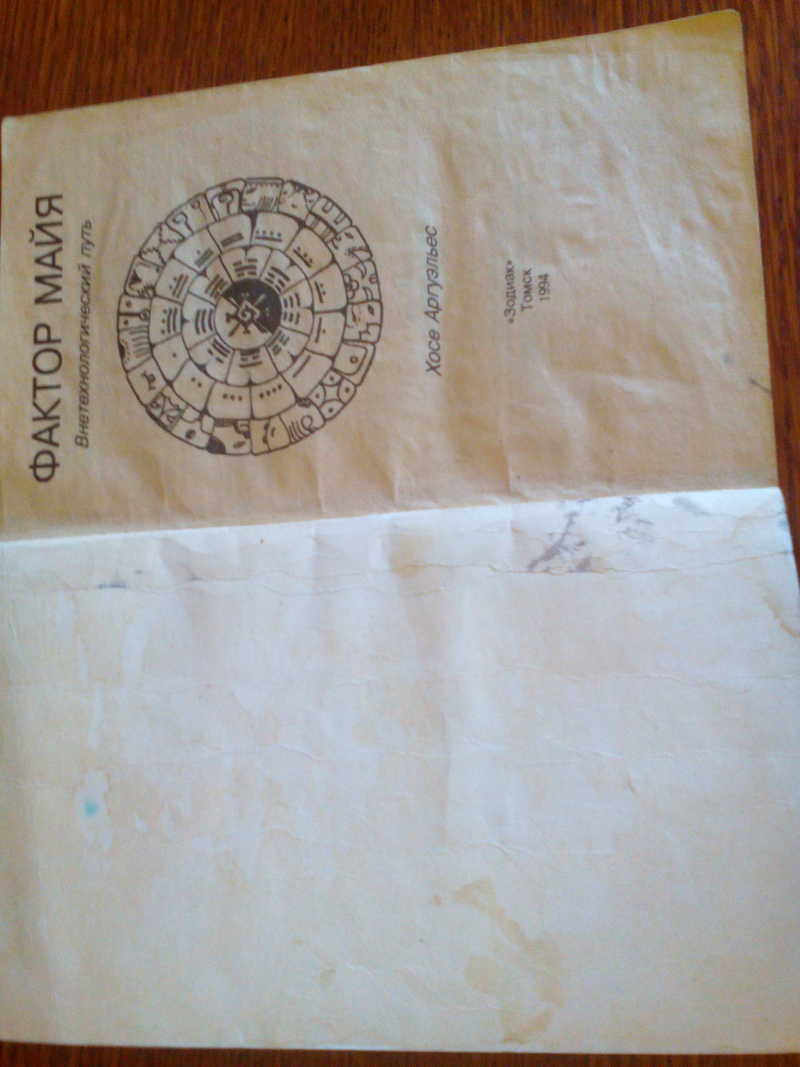 ФАКТОР МАЙЯ
Внетехнологический путь
Хосе Аргуэльес
«Зодиак»
Томск
1994